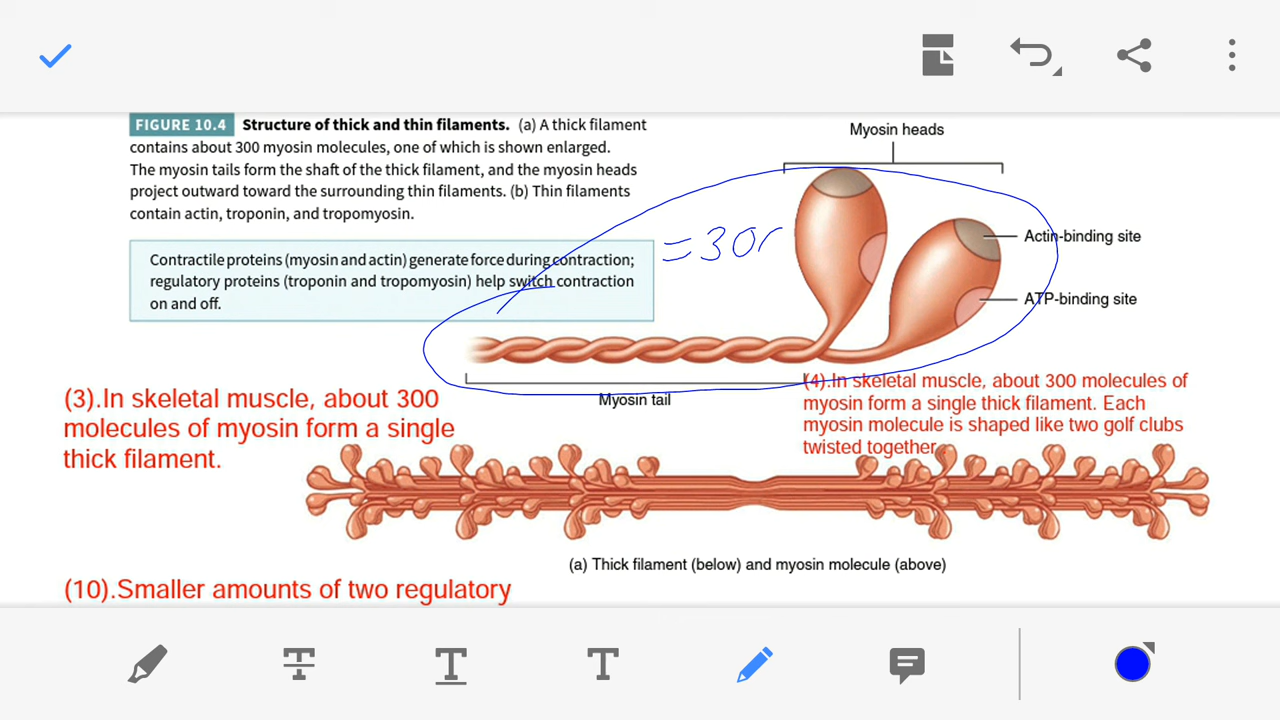 FIGURE 10.4 Structure of thick and thin filaments. (a) A thick filament
contains about 300 myosin molecules, one of which is shown enlarged.
The myosin tails form the shaft of the thick filament, and the myosin heads
project outward toward the surrounding thin filaments. (b) Thin filaments
contain actin, troponin, and tropomyosin.
Contractile proteins (myosin and actin) generate force during contraction;
regulatory proteins (troponin and tropomyosin) help switch contraction
on and off.
Myosin heads
Actin-binding site
ATP-binding site
Myosin tail
(3).In skeletal muscle, about 300
molecules of myosin form a single
thick filament.
(4).In skeletal muscle, about 300 molecules of
myosin form a single thick filament. Each
myosin molecule is shaped like two golf clubs
twisted together.
(a) Thick filament (below) and myosin molecule (above)
(10).Smaller amounts of two regulatory
T
T
T